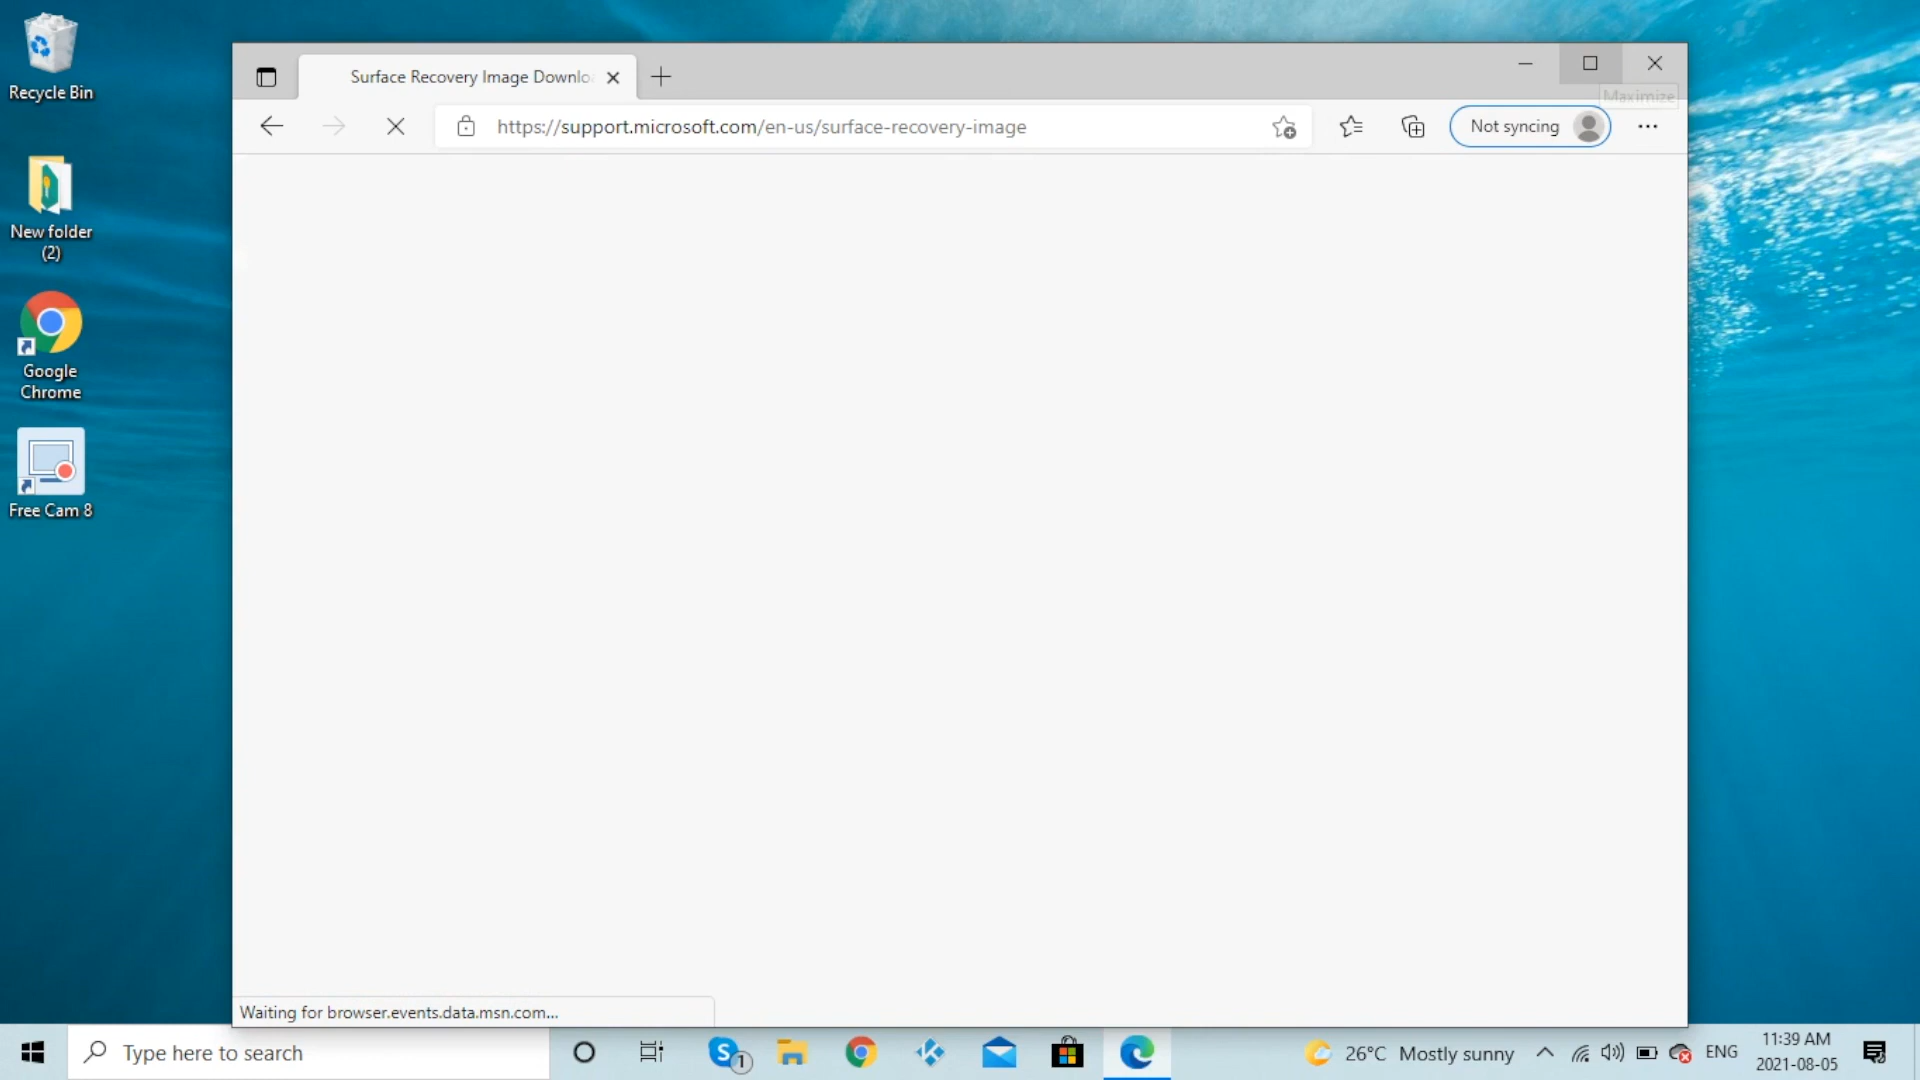 Recycle Bin
New folder
(2)
Google
Chrome
Free Cam 8
Surface Recovery Image Downlo
Maximize
https://support.microsoft.com/en-us/surface-recovery-image
Not syncing
Waiting for browser.events.data.msn.com...
Type here to search
S
1
26°C Mostly sunny
ENG
11:39 AM
2021-08-05